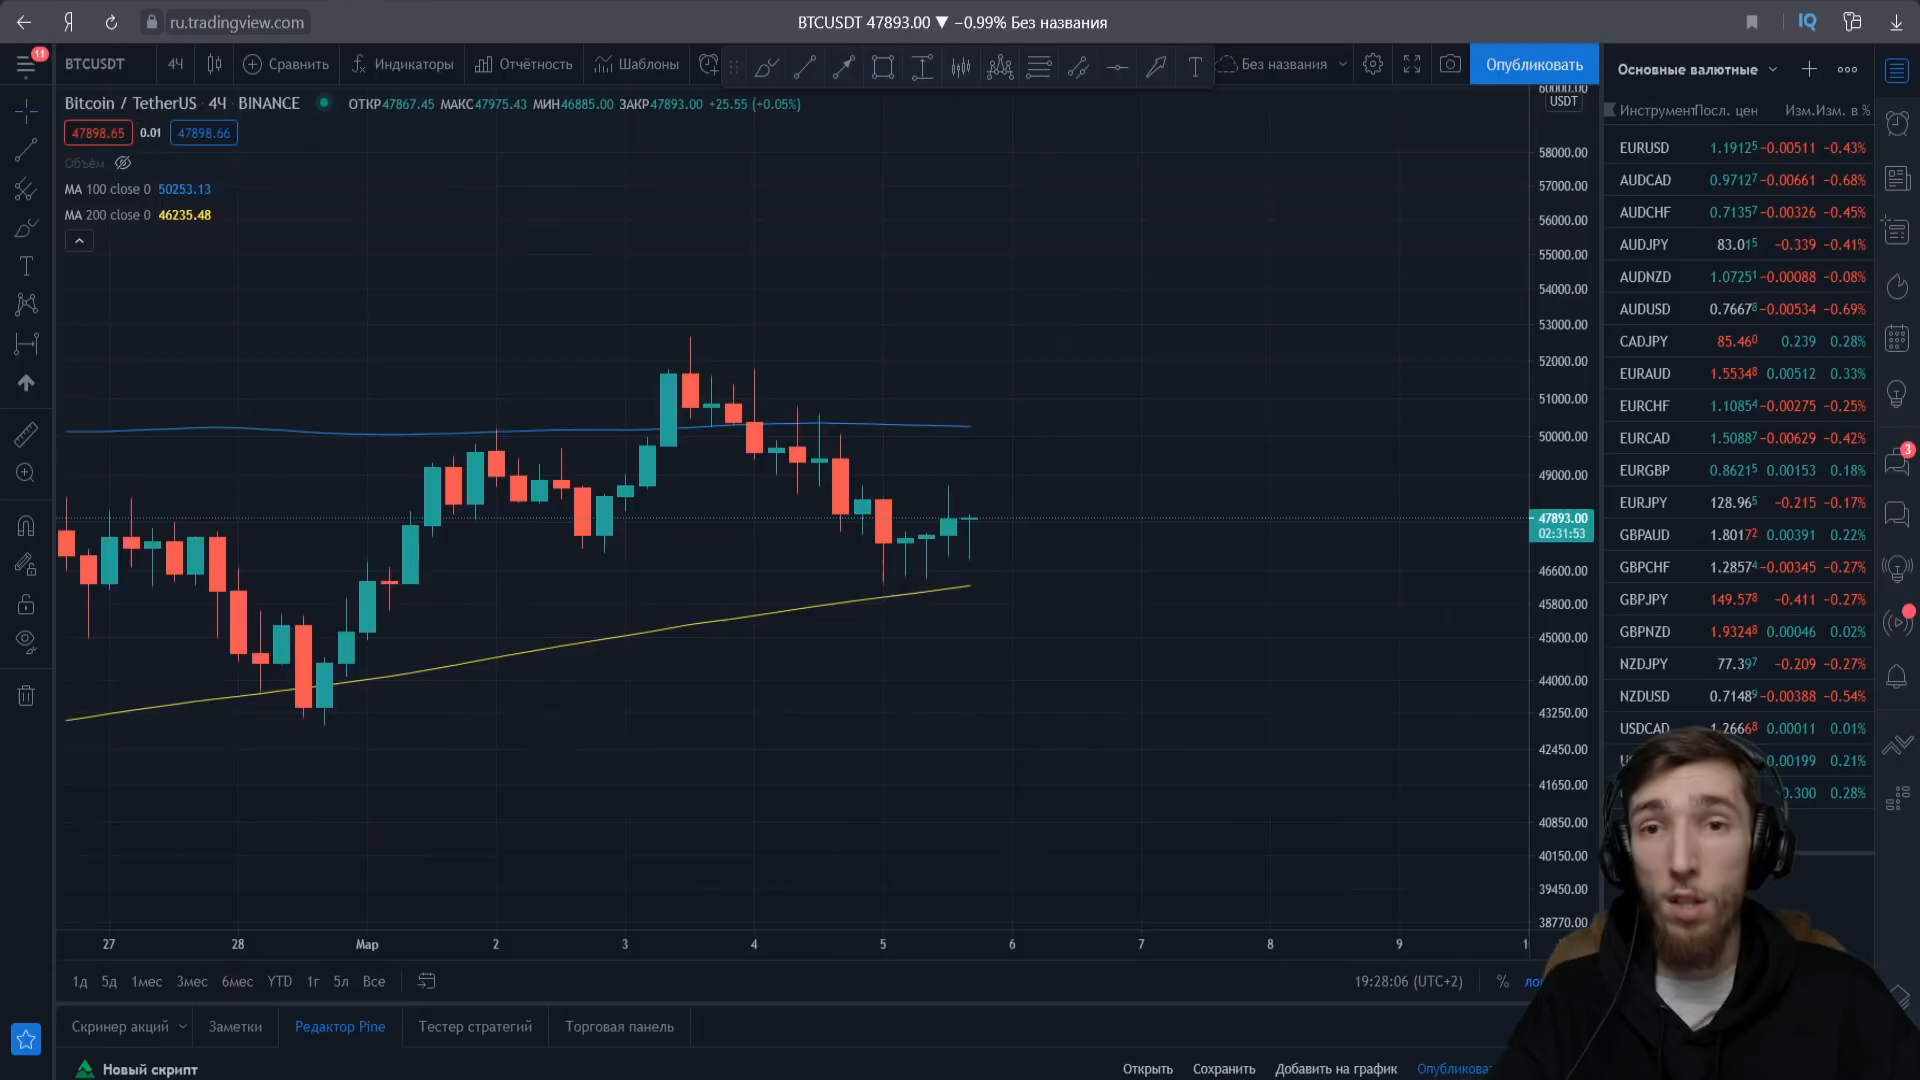 ru.tradingview.com
BTCUSDT 47893.00 ▼ −0.99% Без названия
11
BTCUSDT
4Ч
Сравнить
Индикаторы
Отчётность
Шаблоны
Без названия
Опубликовать
Bitcoin / TetherUS · 4Ч · BINANCE
ОТКР47867.45 МАКС47975.43 МИН46885.00 ЗАКР47893.00 +25.55 (+0.05%)
47898.65 0.01 47898.66
Объём
MA 100 close 0 50253.13
MA 200 close 0 46235.48
60000.00
USDT
58000.00
57000.00
56000.00
55000.00
54000.00
53000.00
52000.00
51000.00
50000.00
49000.00
47893.00
02:31:53
46600.00
45800.00
45000.00
44000.00
43250.00
42450.00
41650.00
40850.00
40150.00
39450.00
38770.00
27 28 Мар 2 3 4 5 6 7 8 9
1д 5д 1мес 3мес 6мес YTD 1г 5л Все
19:28:06 (UTC+2) %
Скринер акций Заметки Редактор Pine Тестер стратегий Торговая панель
Новый скрипт
Открыть Сохранить Добавить на график
Основные валютные
Инструмент Посл. цен Изм. Изм. в %
EURUSD 1.19125 −0.00511 −0.43%
AUDCAD 0.97127 −0.00661 −0.68%
AUDCHF 0.71357 −0.00326 −0.45%
AUDJPY 83.015 −0.339 −0.41%
AUDNZD 1.07251 −0.00088 −0.08%
AUDUSD 0.76678 −0.00534 −0.69%
CADJPY 85.460 0.239 0.28%
EURAUD 1.55348 0.00512 0.33%
EURCHF 1.10854 −0.00275 −0.25%
EURCAD 1.50887 −0.00629 −0.42%
EURGBP 0.86215 0.00153 0.18%
EURJPY 128.965 −0.215 −0.17%
GBPAUD 1.80172 0.00391 0.22%
GBPCHF 1.28574 −0.00345 −0.27%
GBPJPY 149.578 −0.411 −0.27%
GBPNZD 1.93248 0.00046 0.02%
NZDJPY 77.397 −0.209 −0.27%
NZDUSD 0.71489 −0.00388 −0.54%
USDCAD 1.26668 0.00011 0.01%
0.00199 0.21%
0.300 0.28%
3